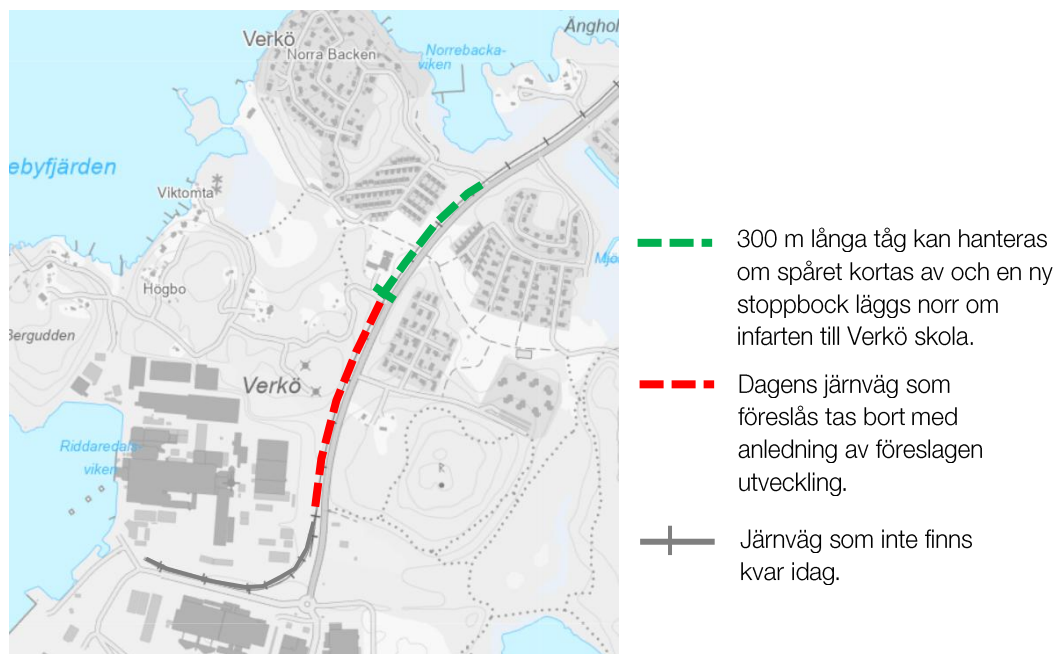 Verkö
Norra Backen
Norrebacka-
viken
Änghol
ebyfjärden
Viktomta
Hogbo
Bergudden
Verkö
Riddaredals-
viken
Mjö
R
300 m långa tåg kan hanteras
om spåret kortas av och en ny
stoppbock läggs norr om
infarten till Verkö skola.
Dagens järnväg som
föreslås tas bort med
anledning av föreslagen
utveckling.
Järnväg som inte finns
kvar idag.